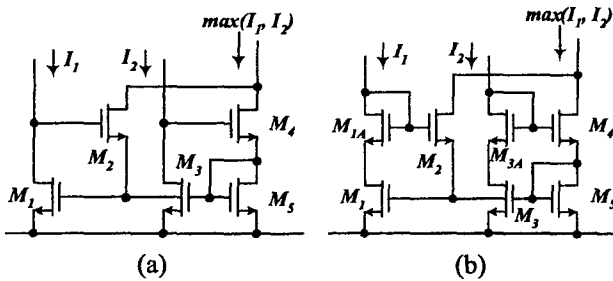 max(I₁, I₂)
I₁
I₂
M₄
M₂
M₃
M₁
M₅
(a)
max(I₁, I₂)
I₁
I₂
M₁A
M₂
M₃A
M₄
M₁
M₃
M₅
(b)